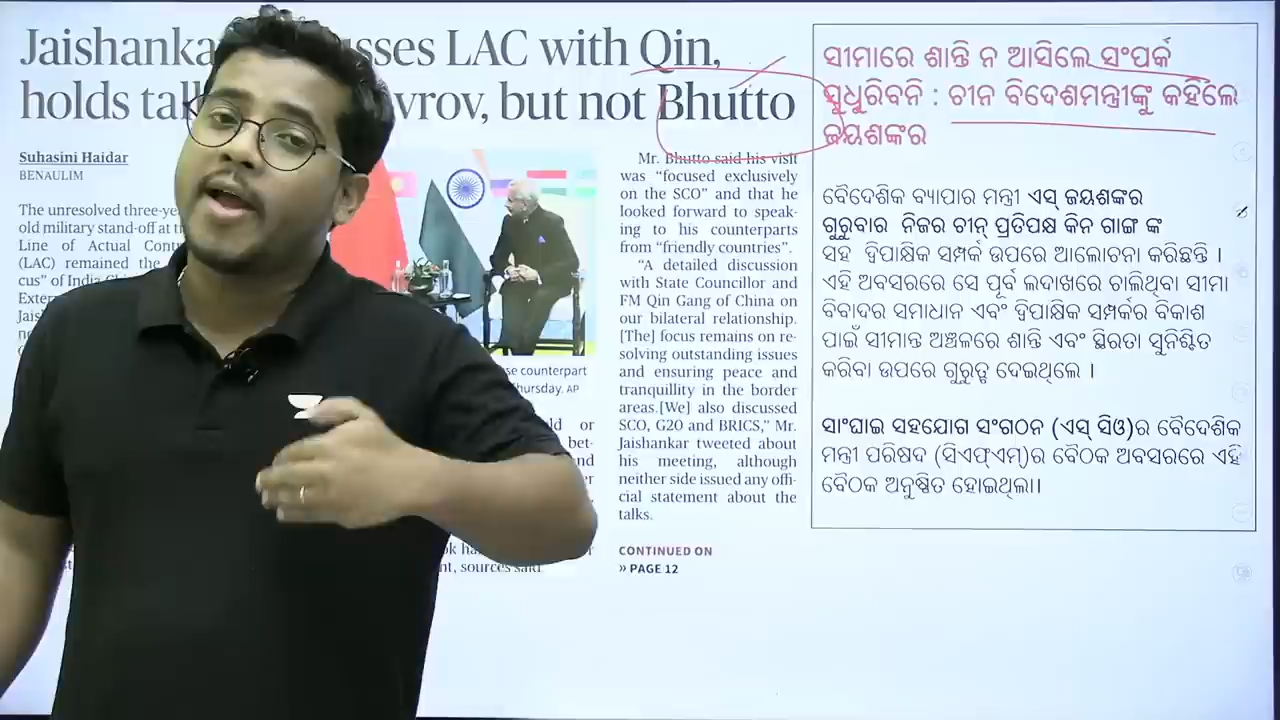 Jaishanka sses LAC with Qin,
holds tal vrov, but not Bhutto
Suhasini Haidar
BENAULIM
The unresolved three-ye
old military stand-off at t
Line of Actual Cont
(LAC) remained the
cus” of India
Exter
Jais
se counterpart
hursday. AP
ld or
bet-
and
nt, sources said.
Mr. Bhutto said his visit
was “focused exclusively
on the SCO” and that he
looked forward to speak-
ing to his counterparts
from “friendly countries”.
“A detailed discussion
with State Councillor and
FM Qin Gang of China on
our bilateral relationship.
[The] focus remains on re-
solving outstanding issues
and ensuring peace and
tranquillity in the border
areas.[We] also discussed
SCO, G20 and BRICS,” Mr.
Jaishankar tweeted about
his meeting, although
neither side issued any offi-
cial statement about the
talks.
CONTINUED ON
» PAGE 12
ସୀମାରେ ଶାନ୍ତି ନ ଆସିଲେ ସଂପର୍କ
ସୁଧୁରିବନି : ଚୀନ ବିଦେଶମନ୍ତ୍ରୀଙ୍କୁ କହିଲେ
ଜୟଶଙ୍କର
ବୈଦେଶିକ ବ୍ୟାପାର ମନ୍ତ୍ରୀ ଏସ୍ ଜୟଶଙ୍କର
ଗୁରୁବାର ନିଜର ଚୀନ୍ ପ୍ରତିପକ୍ଷ କିନ ଗାଙ୍ଗ ଙ୍କ
ସହ ଦ୍ୱିପାକ୍ଷିକ ସମ୍ପର୍କ ଉପରେ ଆଲୋଚନା କରିଛନ୍ତି ।
ଏହି ଅବସରରେ ସେ ପୂର୍ବ ଲଦାଖରେ ଚାଲିଥିବା ସୀମା
ବିବାଦର ସମାଧାନ ଏବଂ ଦ୍ୱିପାକ୍ଷିକ ସମ୍ପର୍କର ବିକାଶ
ପାଇଁ ସୀମାନ୍ତ ଅଞ୍ଚଳରେ ଶାନ୍ତି ଏବଂ ସ୍ଥିରତା ସୁନିଶ୍ଚିତ
କରିବା ଉପରେ ଗୁରୁତ୍ୱ ଦେଇଥିଲେ ।
ସାଂଘାଇ ସହଯୋଗ ସଂଗଠନ (ଏସ୍ ସିଓ)ର ବୈଦେଶିକ
ମନ୍ତ୍ରୀ ପରିଷଦ (ସିଏଫ୍ଏମ୍)ର ବୈଠକ ଅବସରରେ ଏହି
ବୈଠକ ଅନୁଷ୍ଠିତ ହୋଇଥିଲା।